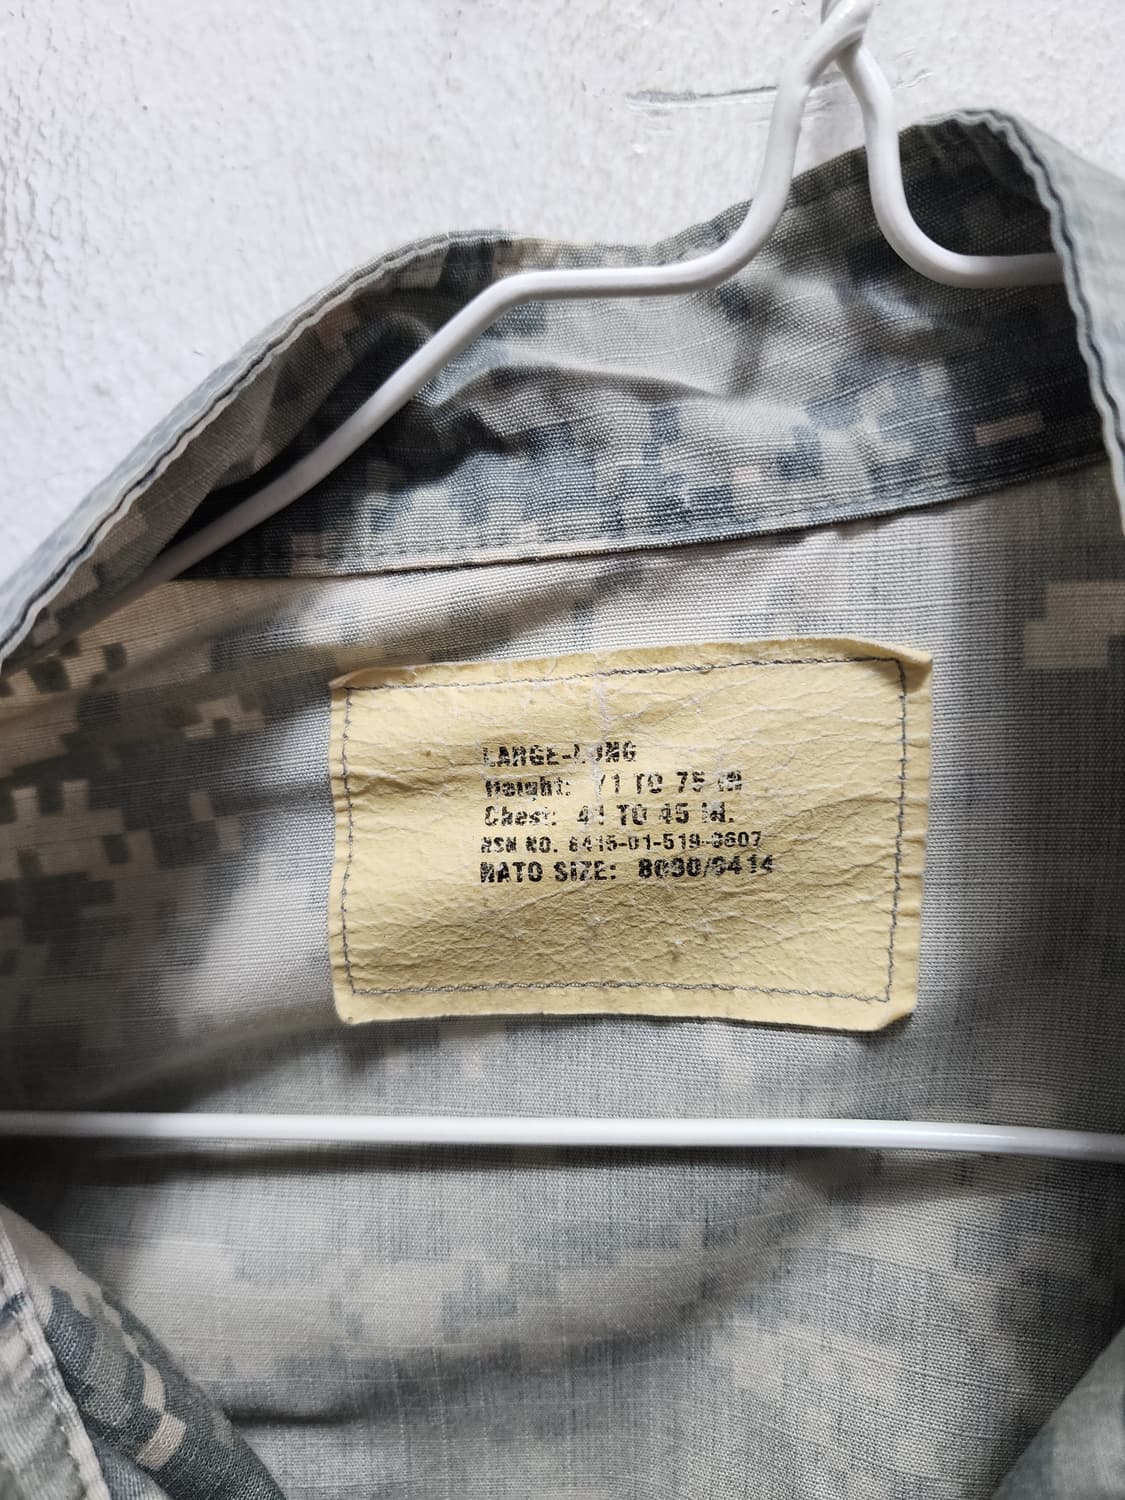 LARGE-LONG
Height: 71 TO 75 in
Chest: 41 TO 45 in.
NSN NO. 8415-01-519-8607
NATO SIZE: 8090/9414